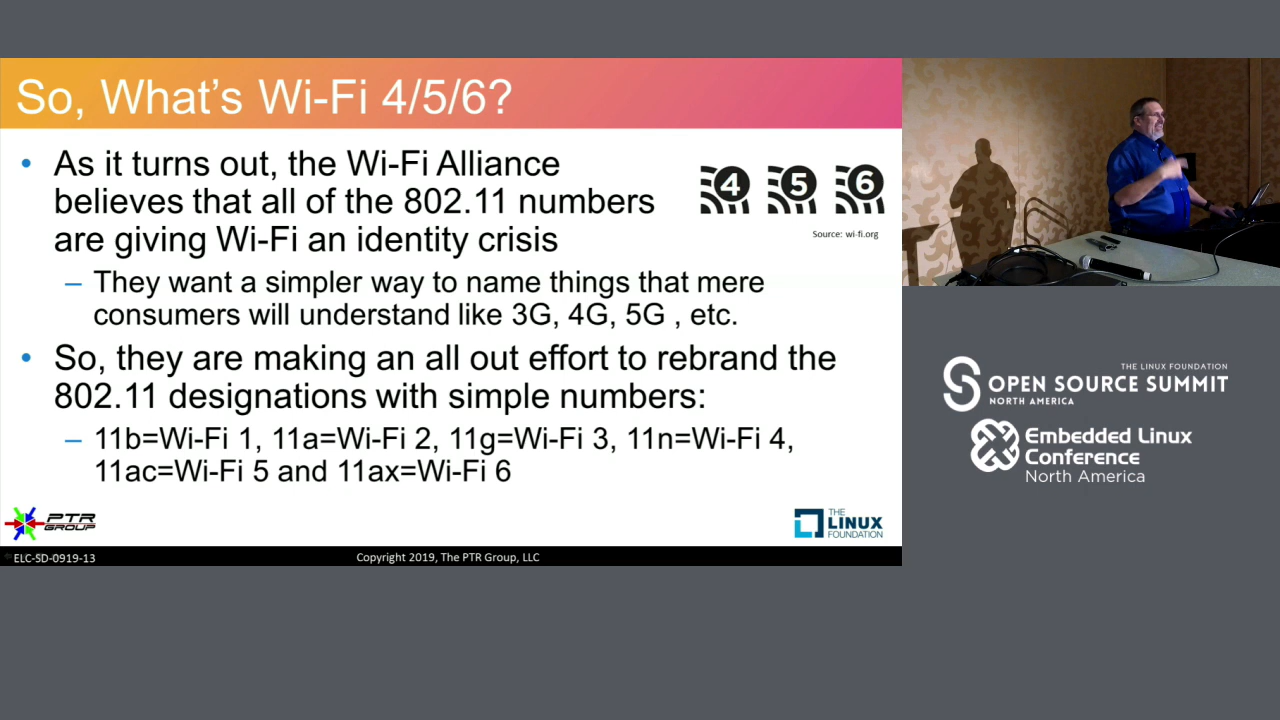 So, What's Wi-Fi 4/5/6?
• As it turns out, the Wi-Fi Alliance
believes that all of the 802.11 numbers
are giving Wi-Fi an identity crisis
4 5 6
Source: wi-fi.org
– They want a simpler way to name things that mere
consumers will understand like 3G, 4G, 5G , etc.
• So, they are making an all out effort to rebrand the
802.11 designations with simple numbers:
– 11b=Wi-Fi 1, 11a=Wi-Fi 2, 11g=Wi-Fi 3, 11n=Wi-Fi 4,
11ac=Wi-Fi 5 and 11ax=Wi-Fi 6
PTR
GROUP
THE
LINUX
FOUNDATION
ELC-SD-0919-13
Copyright 2019, The PTR Group, LLC
THE LINUX FOUNDATION
OPEN SOURCE SUMMIT
NORTH AMERICA
Embedded Linux
Conference
North America